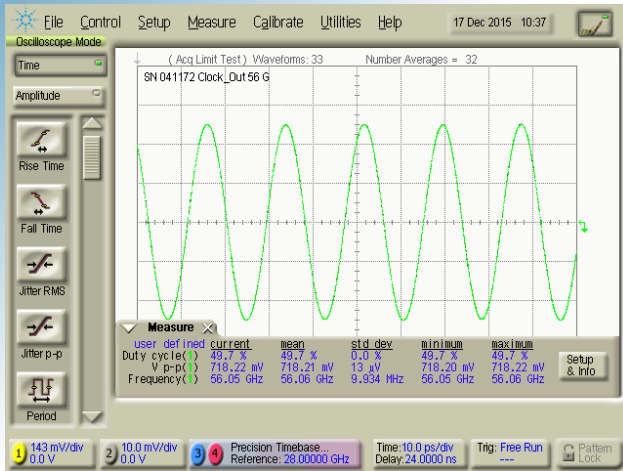 File Control Setup Measure Calibrate Utilities Help 17 Dec 2015 10:37
Oscilloscope Mode
Time
Amplitude
Rise Time
Fall Time
Jitter RMS
Jitter p-p
Period
( Acq Limit Test ) Waveforms: 33 Number Averages = 32
SN 041172 Clock_Out 56 G
Measure
user defined current mean std dev minimum maximum
Duty cycle(1) 49.7 % 49.7 % 0.0 % 49.7 % 49.7 %
V p-p(1) 718.22 mV 718.21 mV 13 µV 718.20 mV 718.22 mV
Frequency(1) 56.05 GHz 56.06 GHz 9.934 MHz 56.05 GHz 56.06 GHz
Setup
& Info
1 143 mV/div
0.0 V
2 10.0 mV/div
0.0 V
3 4 Precision Timebase...
Reference: 28.00000 GHz
Time:10.0 ps/div
Delay:24.0000 ns
Trig: Free Run
---
Pattern
Lock